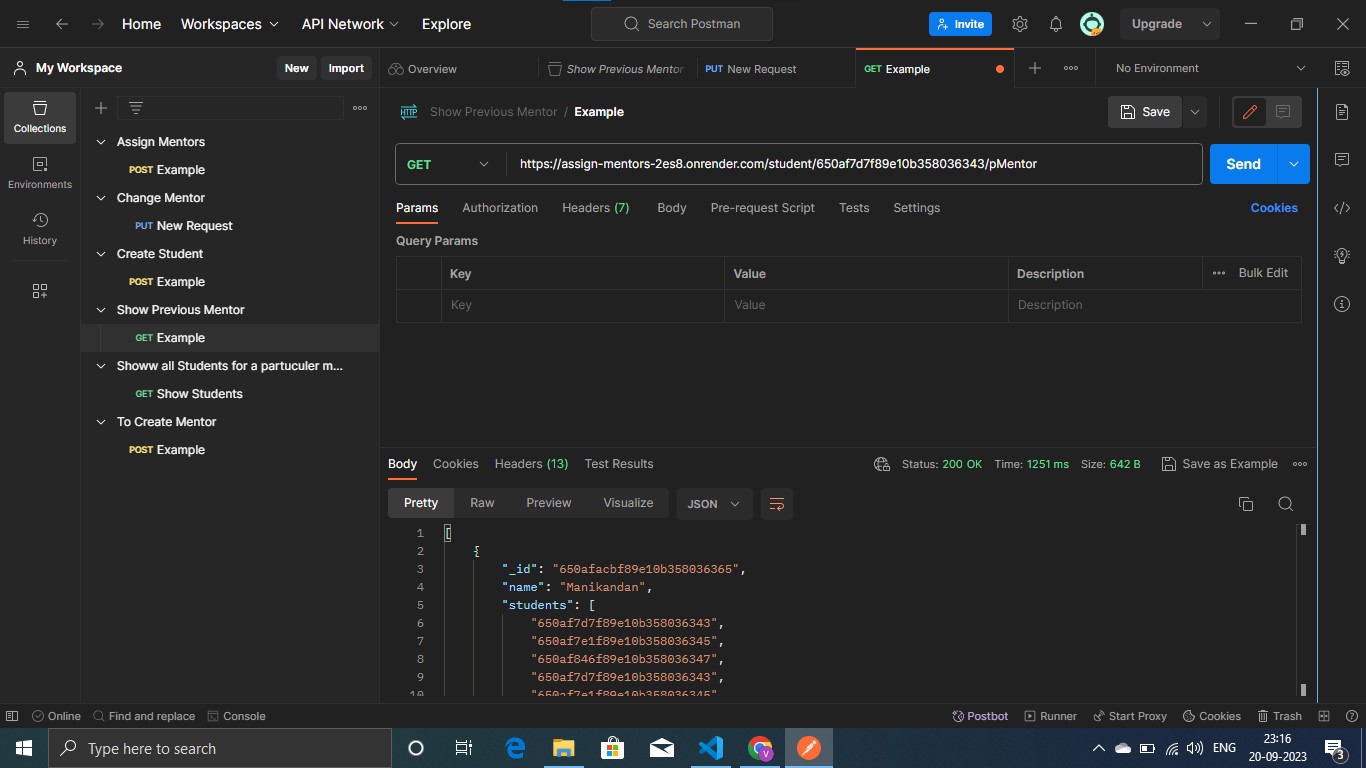 Home Workspaces API Network Explore Search Postman Invite Upgrade
My Workspace New Import Overview Show Previous Mentor PUT New Request GET Example No Environment
Collections
Environments
History
Assign Mentors
POST Example
Change Mentor
PUT New Request
Create Student
POST Example
Show Previous Mentor
GET Example
Showw all Students for a partuculer m...
GET Show Students
To Create Mentor
POST Example
HTTP Show Previous Mentor / Example Save
GET https://assign-mentors-2es8.onrender.com/student/650af7d7f89e10b358036343/pMentor Send
Params Authorization Headers (7) Body Pre-request Script Tests Settings Cookies
Query Params
Key Value Description Bulk Edit
Key Value Description
Body Cookies Headers (13) Test Results Status: 200 OK Time: 1251 ms Size: 642 B Save as Example
Pretty Raw Preview Visualize JSON
1 [
2 {
3 "_id": "650afacbf89e10b358036365",
4 "name": "Manikandan",
5 "students": [
6 "650af7d7f89e10b358036343",
7 "650af7e1f89e10b358036345",
8 "650af846f89e10b358036347",
9 "650af7d7f89e10b358036343",
10 "650af7e1f89e10b358036345"
Online Find and replace Console Postbot Runner Start Proxy Cookies Trash
Type here to search V ENG 23:16
20-09-2023 3